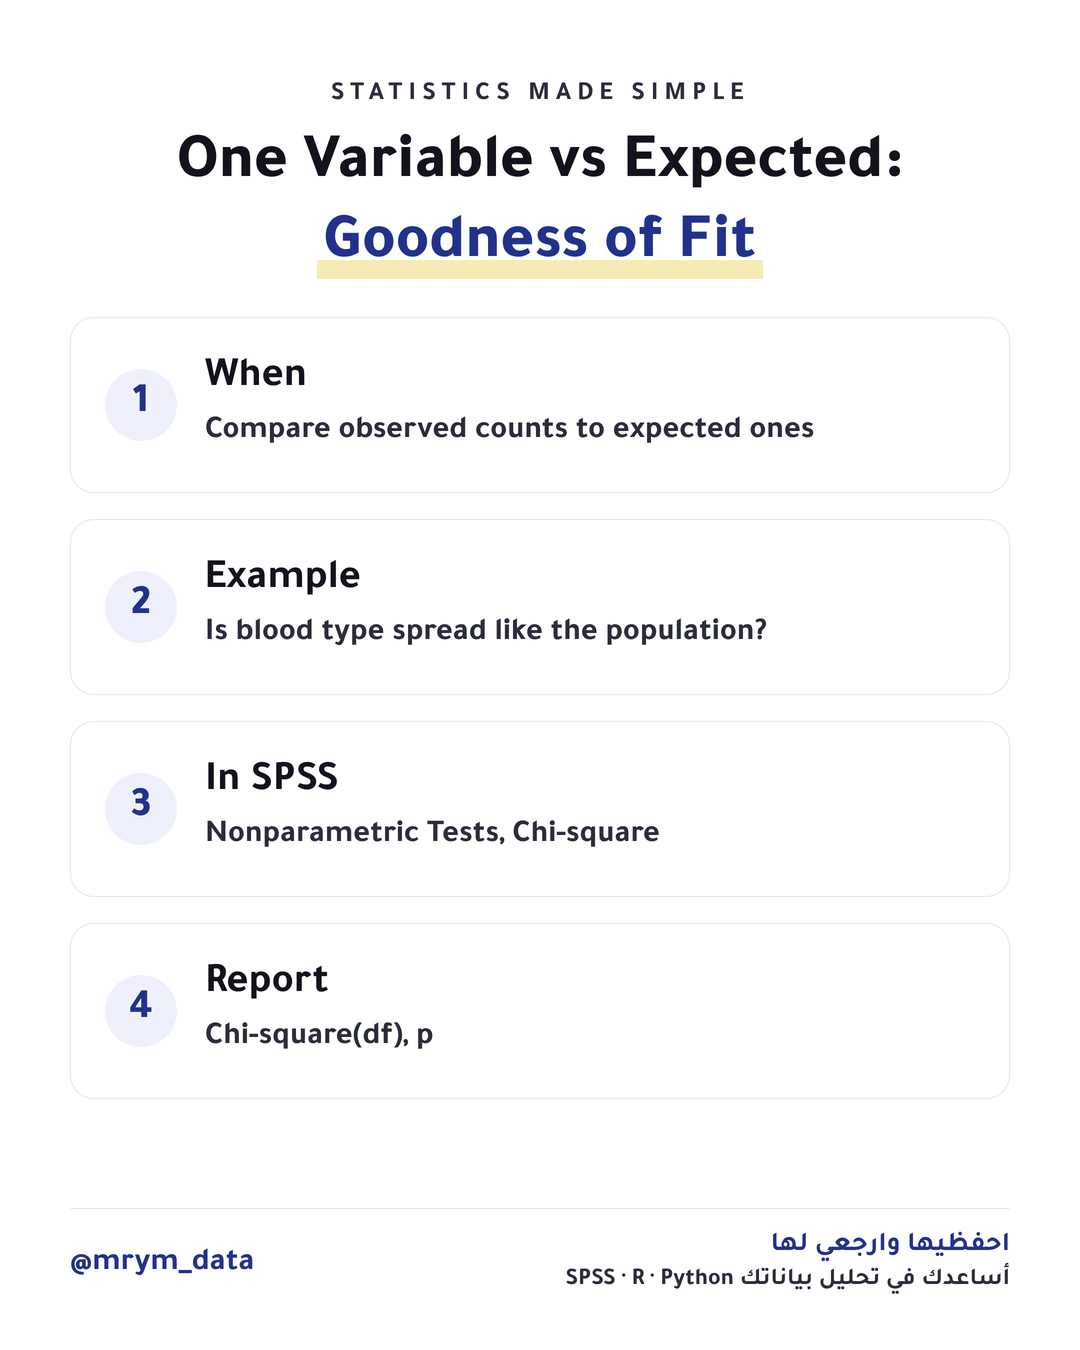 STATISTICS MADE SIMPLE
One Variable vs Expected:
Goodness of Fit
1
When
Compare observed counts to expected ones
2
Example
Is blood type spread like the population?
3
In SPSS
Nonparametric Tests, Chi-square
4
Report
Chi-square(df), p
@mrym_data
احفظيها وارجعي لها
أساعدك في تحليل بياناتك SPSS · R · Python